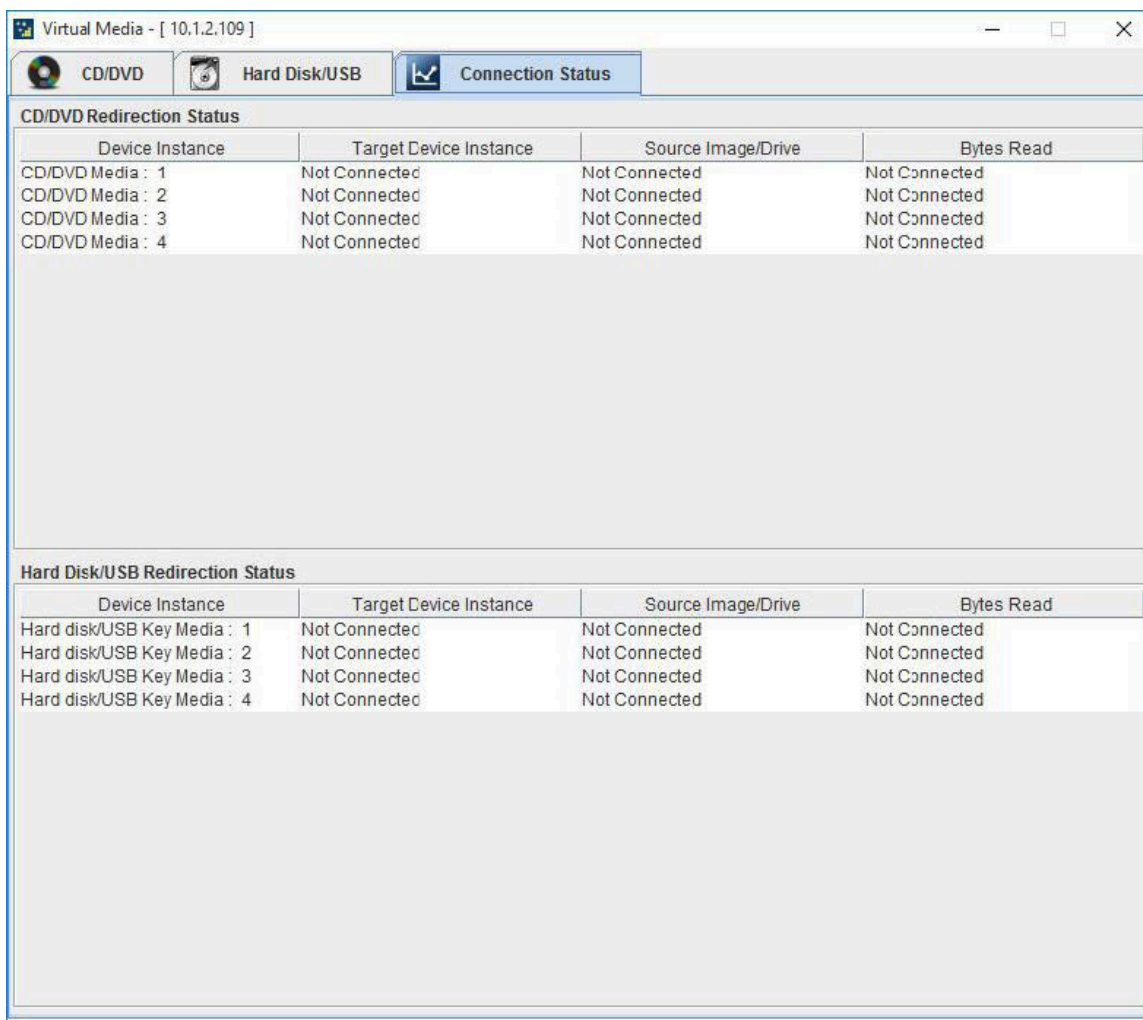 Virtual Media - [ 10.1.2.109 ]
CD/DVD Hard Disk/USB Connection Status
CD/DVD Redirection Status
Device Instance Target Device Instance Source Image/Drive Bytes Read
CD/DVD Media : 1 Not Connected Not Connected Not Connected
CD/DVD Media : 2 Not Connected Not Connected Not Connected
CD/DVD Media : 3 Not Connected Not Connected Not Connected
CD/DVD Media : 4 Not Connected Not Connected Not Connected
Hard Disk/USB Redirection Status
Device Instance Target Device Instance Source Image/Drive Bytes Read
Hard disk/USB Key Media : 1 Not Connected Not Connected Not Connected
Hard disk/USB Key Media : 2 Not Connected Not Connected Not Connected
Hard disk/USB Key Media : 3 Not Connected Not Connected Not Connected
Hard disk/USB Key Media : 4 Not Connected Not Connected Not Connected